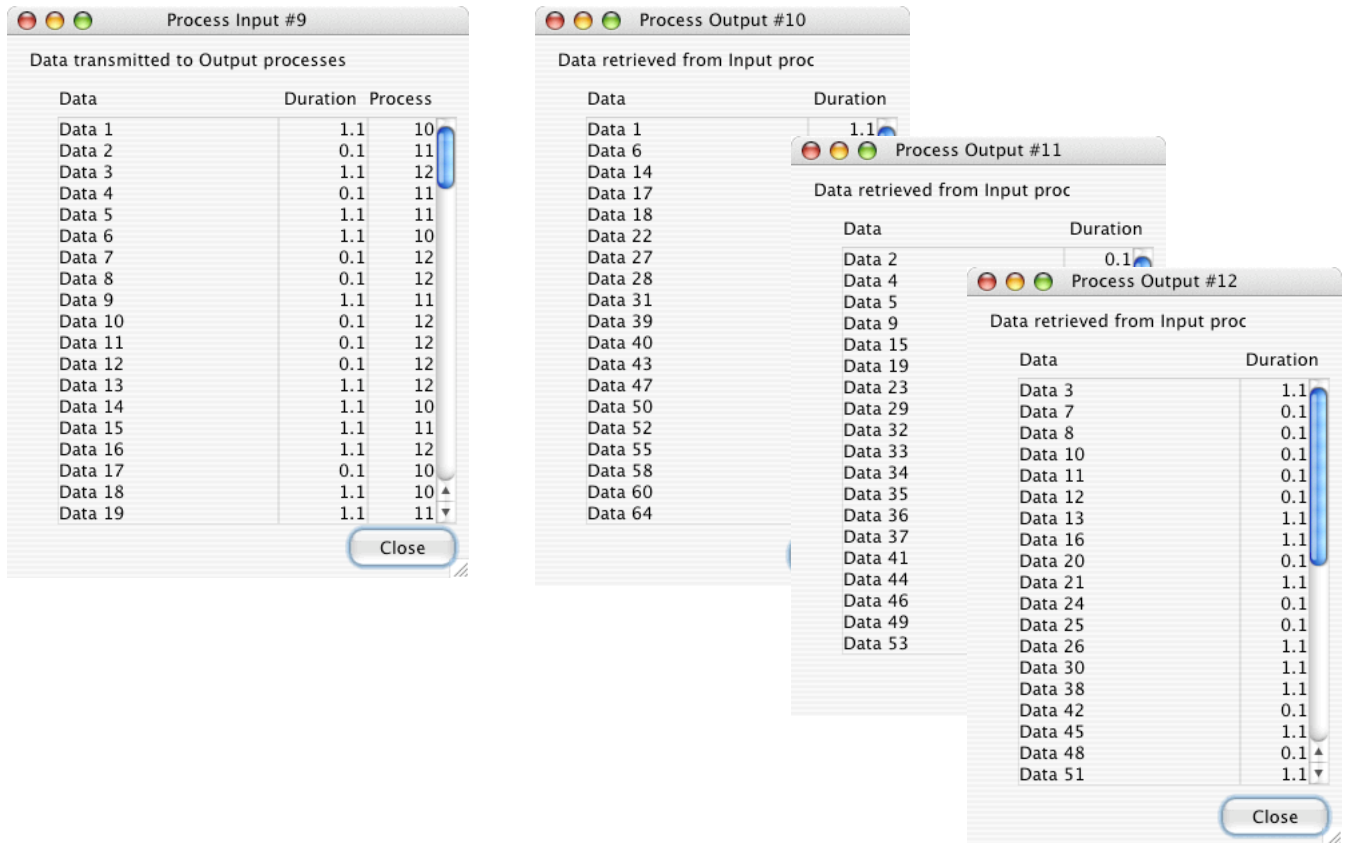 Process Input #9
Data transmitted to Output processes
Data Duration Process
Data 1 1.1 10
Data 2 0.1 11
Data 3 1.1 12
Data 4 0.1 11
Data 5 1.1 11
Data 6 1.1 10
Data 7 0.1 12
Data 8 0.1 12
Data 9 1.1 11
Data 10 0.1 12
Data 11 0.1 12
Data 12 0.1 12
Data 13 1.1 12
Data 14 1.1 10
Data 15 1.1 11
Data 16 1.1 12
Data 17 0.1 10
Data 18 1.1 10
Data 19 1.1 11
Close
Process Output #10
Data retrieved from Input proc
Data Duration
Data 1 1.1
Data 6
Data 14
Data 17
Data 18
Data 22
Data 27
Data 28
Data 31
Data 39
Data 40
Data 43
Data 47
Data 50
Data 52
Data 55
Data 58
Data 60
Data 64
Process Output #11
Data retrieved from Input proc
Data Duration
Data 2 0.1
Data 4
Data 5
Data 9
Data 15
Data 19
Data 23
Data 29
Data 32
Data 33
Data 34
Data 35
Data 36
Data 37
Data 41
Data 44
Data 46
Data 49
Data 53
Process Output #12
Data retrieved from Input proc
Data Duration
Data 3 1.1
Data 7 0.1
Data 8 0.1
Data 10 0.1
Data 11 0.1
Data 12 0.1
Data 13 1.1
Data 16 1.1
Data 20 0.1
Data 21 1.1
Data 24 0.1
Data 25 0.1
Data 26 1.1
Data 30 1.1
Data 38 1.1
Data 42 0.1
Data 45 1.1
Data 48 0.1
Data 51 1.1
Close